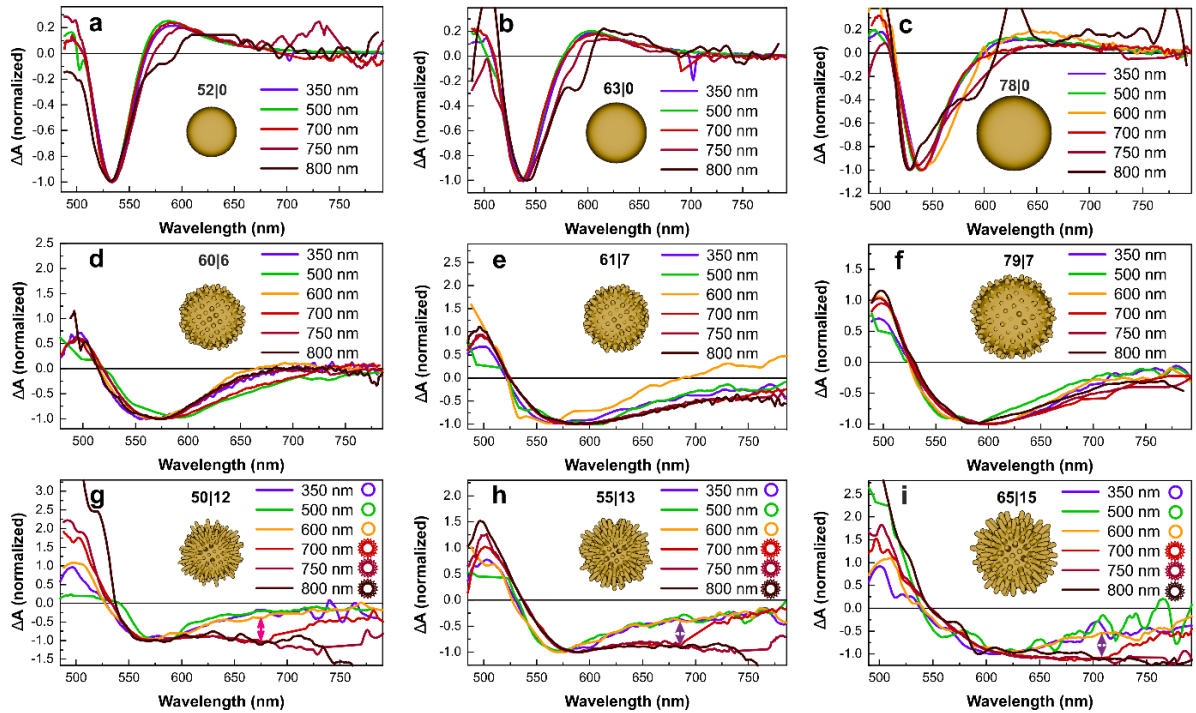 a
ΔA (normalized)
0.2
0.0
-0.2
-0.4
-0.6
-0.8
-1.0
52|0
350 nm
500 nm
700 nm
750 nm
800 nm
500 550 600 650 700 750
Wavelength (nm)
b
ΔA (normalized)
0.2
0.0
-0.2
-0.4
-0.6
-0.8
-1.0
63|0
350 nm
500 nm
700 nm
750 nm
800 nm
500 550 600 650 700 750
Wavelength (nm)
c
ΔA (normalized)
0.4
0.2
0.0
-0.2
-0.4
-0.6
-0.8
-1.0
-1.2
78|0
350 nm
500 nm
600 nm
700 nm
750 nm
800 nm
500 550 600 650 700 750
Wavelength (nm)
d
ΔA (normalized)
2.5
2.0
1.5
1.0
0.5
0.0
-0.5
-1.0
60|6
350 nm
500 nm
600 nm
700 nm
750 nm
800 nm
500 550 600 650 700 750
Wavelength (nm)
e
ΔA (normalized)
2.5
2.0
1.5
1.0
0.5
0.0
-0.5
-1.0
61|7
350 nm
500 nm
600 nm
700 nm
750 nm
800 nm
500 550 600 650 700 750
Wavelength (nm)
f
ΔA (normalized)
1.5
1.0
0.5
0.0
-0.5
-1.0
79|7
350 nm
500 nm
600 nm
700 nm
750 nm
800 nm
500 550 600 650 700 750
Wavelength (nm)
g
ΔA (normalized)
3.0
2.5
2.0
1.5
1.0
0.5
0.0
-0.5
-1.0
-1.5
50|12
350 nm
500 nm
600 nm
700 nm
750 nm
800 nm
500 550 600 650 700 750
Wavelength (nm)
h
ΔA (normalized)
2.0
1.5
1.0
0.5
0.0
-0.5
-1.0
55|13
350 nm
500 nm
600 nm
700 nm
750 nm
800 nm
500 550 600 650 700 750
Wavelength (nm)
i
ΔA (normalized)
2.5
2.0
1.5
1.0
0.5
0.0
-0.5
-1.0
65|15
350 nm
500 nm
600 nm
700 nm
750 nm
800 nm
500 550 600 650 700 750
Wavelength (nm)